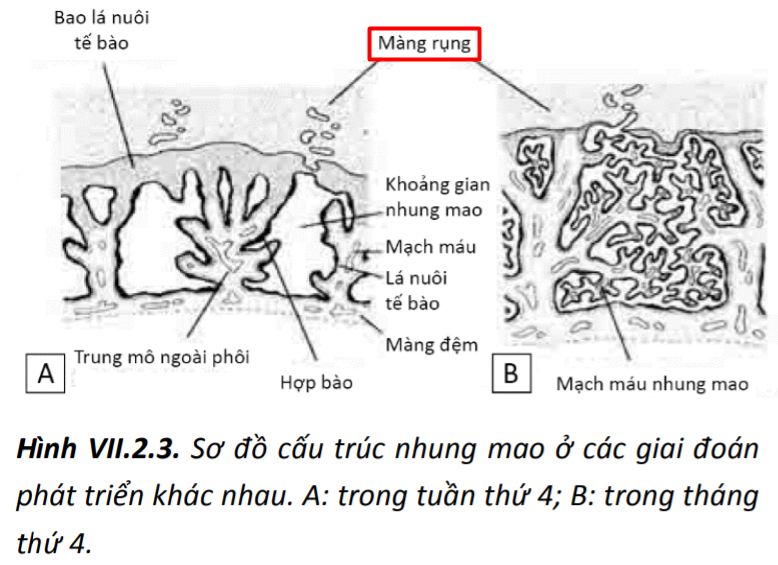 Bao lá nuôi
tế bào
Màng rụng
Khoảng gian
nhung mao
Mạch máu
Lá nuôi
tế bào
Màng đệm
Trung mô ngoài phôi
Hợp bào
A
B
Mạch máu nhung mao
Hình VII.2.3. Sơ đồ cấu trúc nhung mao ở các giai đoán
phát triển khác nhau. A: trong tuần thứ 4; B: trong tháng
thứ 4.